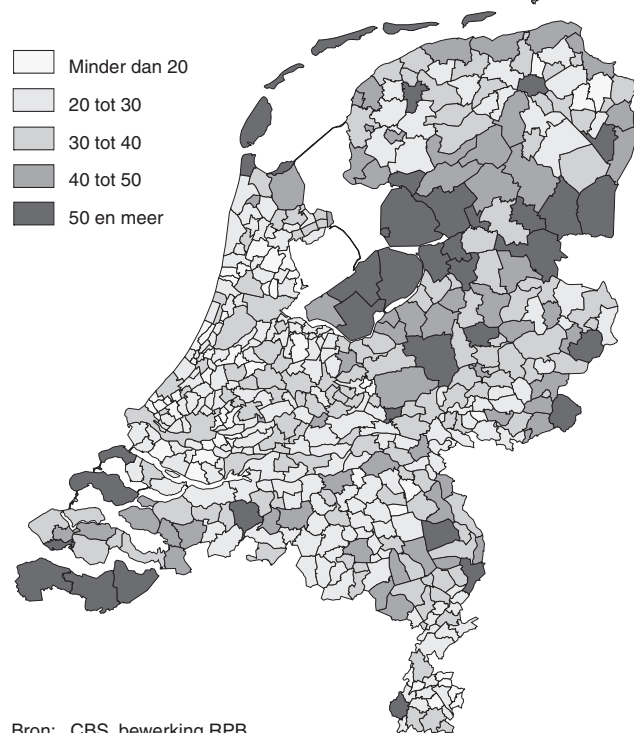 Minder dan 20
20 tot 30
30 tot 40
40 tot 50
50 en meer
Bron: CBS, bewerking RPB